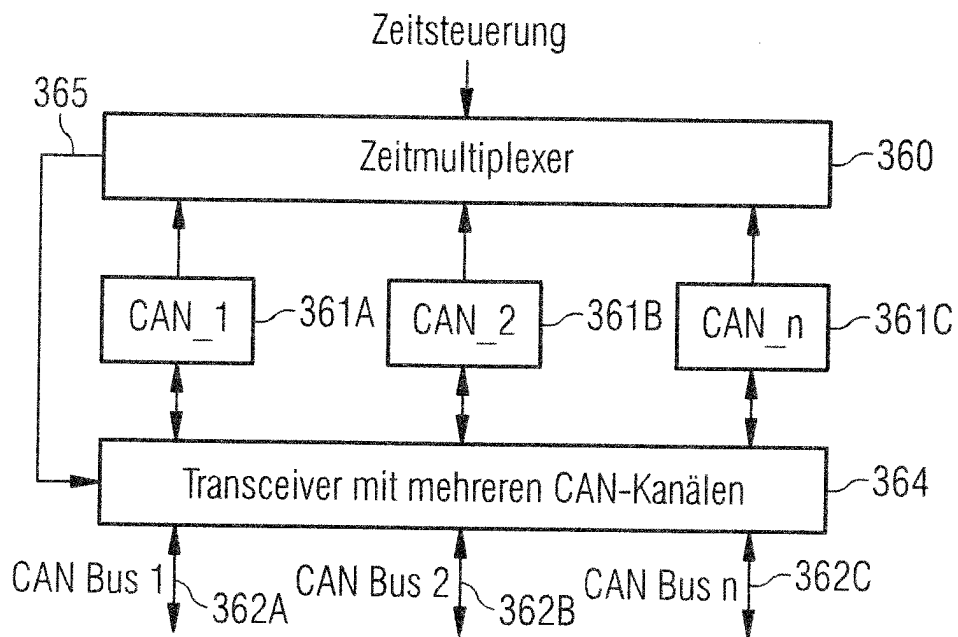 Zeitsteuerung
365
Zeitmultiplexer
360
CAN_1
361A
CAN_2
361B
CAN_n
361C
Transceiver mit mehreren CAN-Kanälen
364
CAN Bus 1
362A
CAN Bus 2
362B
CAN Bus n
362C